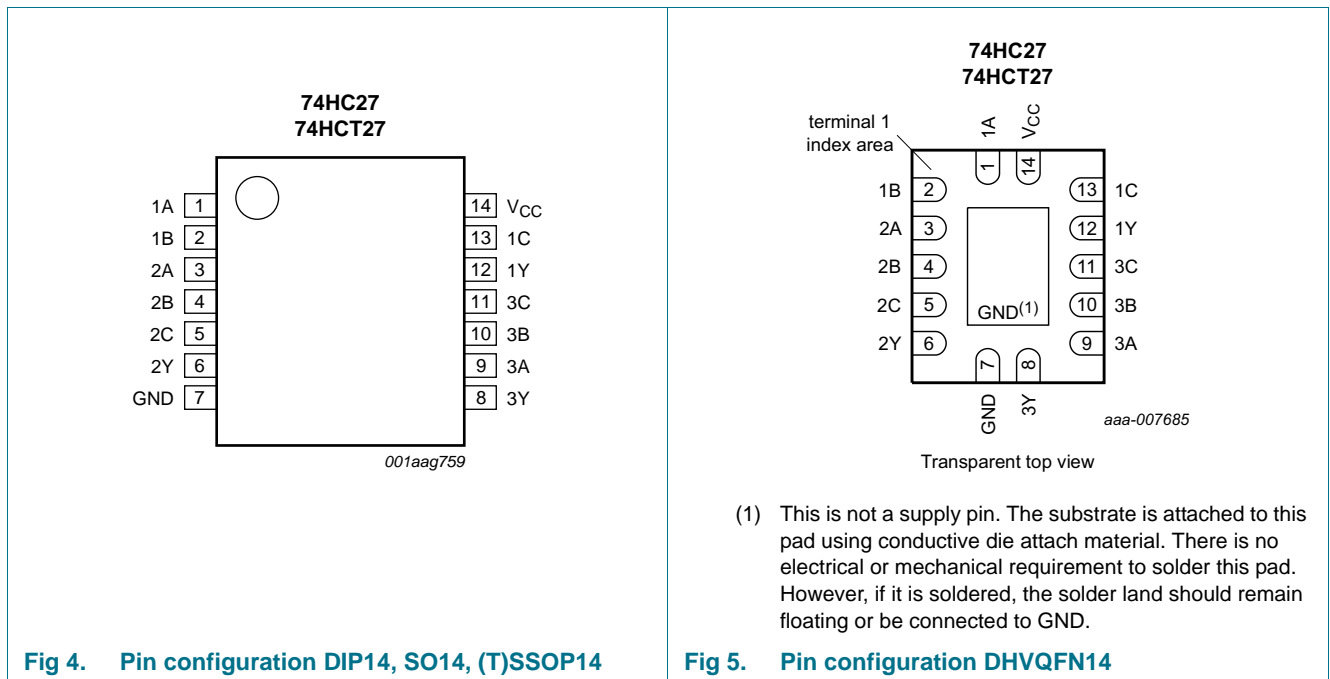 74HC27
74HCT27
1A 1
1B 2
2A 3
2B 4
2C 5
2Y 6
GND 7
14 VCC
13 1C
12 1Y
11 3C
10 3B
9 3A
8 3Y
001aag759
Fig 4. Pin configuration DIP14, SO14, (T)SSOP14
74HC27
74HCT27
terminal 1
index area
1A
VCC
1
14
1B 2
2A 3
2B 4
2C 5
2Y 6
13 1C
12 1Y
11 3C
10 3B
9 3A
GND(1)
7
8
GND
3Y
aaa-007685
Transparent top view
(1) This is not a supply pin. The substrate is attached to this
pad using conductive die attach material. There is no
electrical or mechanical requirement to solder this pad.
However, if it is soldered, the solder land should remain
floating or be connected to GND.
Fig 5. Pin configuration DHVQFN14